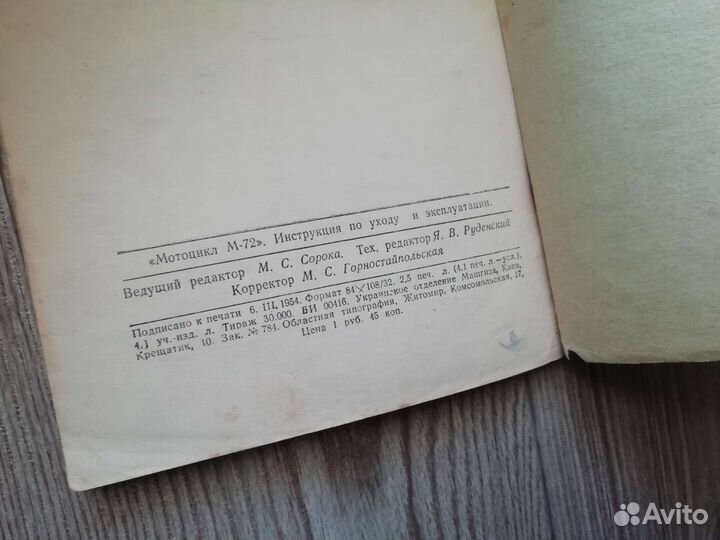 «Мотоцикл М-72». Инструкция по уходу и эксплуатации.
Ведущий редактор М. С. Сорока. Тех. редактор Я. В. Руденский
Корректор М. С. Горностайпольская
Подписано к печати 6. III. 1954. Формат 84×108/32. 2,5 печ. л. (4,1 печ. л.—усл.).
4,1 уч.-изд. л. Тираж 30.000. БИ 00416. Украинское отделение Машгиза, Киев,
Крещатик, 10. Зак. № 784. Областная типография, Житомир, Комсомольская, 17,
Цена 1 руб. 45 коп.
Avito